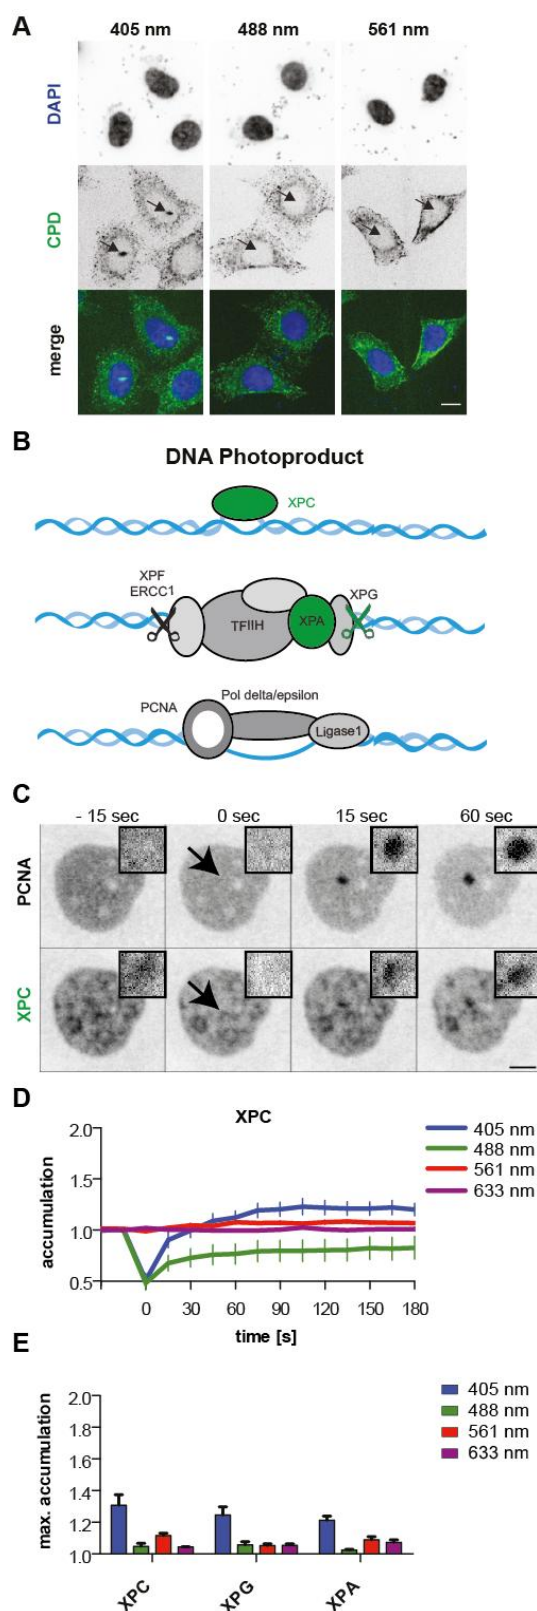 A
405 nm 488 nm 561 nm
DAPI
CPD
merge
B
DNA Photoproduct
XPC
XPF
ERCC1
XPG
TFIIH
XPA
Pol delta/epsilon
PCNA
Ligase1
C
- 15 sec 0 sec 15 sec 60 sec
PCNA
XPC
D
XPC
2.0
1.5
1.0
0.5
accumulation
0 30 60 90 120 150 180
time [s]
405 nm
488 nm
561 nm
633 nm
E
2.0
1.8
1.6
1.4
1.2
1.0
max. accumulation
XPC XPG XPA
405 nm
488 nm
561 nm
633 nm